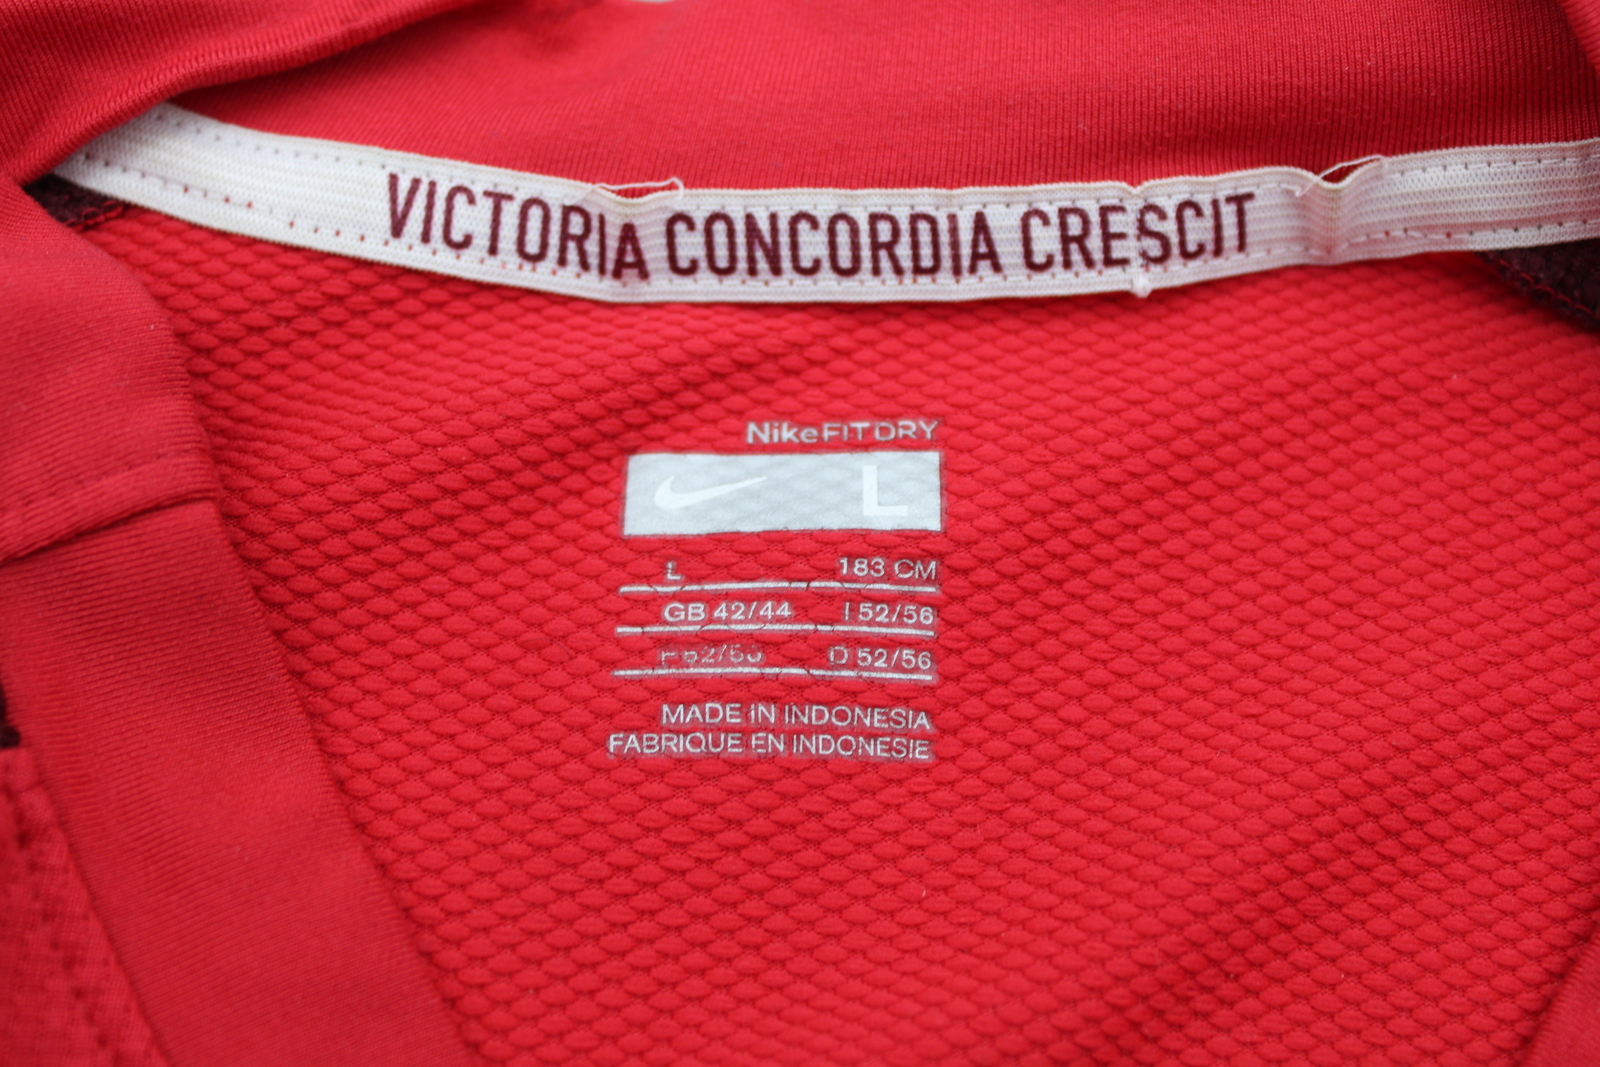 VICTORIA CONCORDIA CRESCIT
NikeFITDRY
L
L 183 CM
GB 42/44 I 52/56
D 52/56
MADE IN INDONESIA
FABRIQUE EN INDONESIE